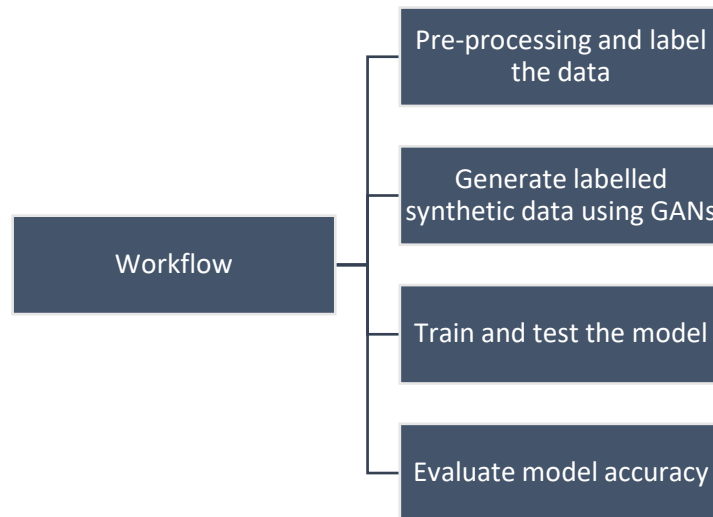 Pre-processing and label
the data
Generate labelled
synthetic data using GANs
Workflow
Train and test the model
Evaluate model accuracy